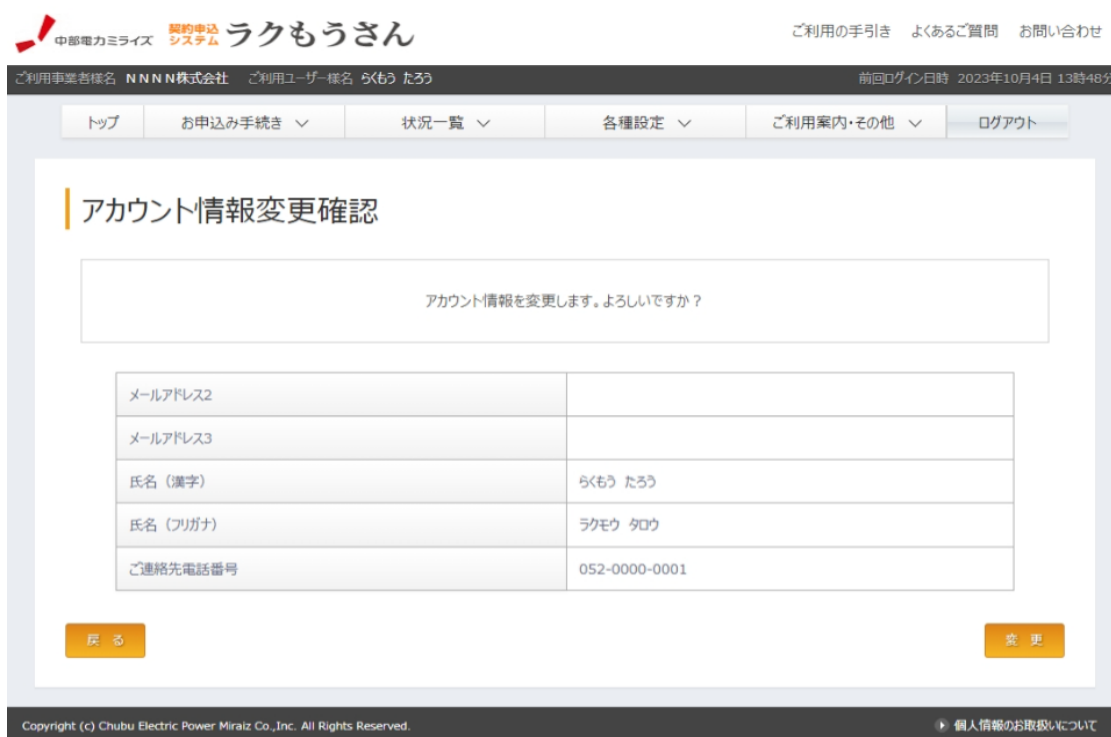 中部電力ミライズ 契約申込システム ラクもうさん ご利用の手引き よくあるご質問 お問い合わせ
ご利用事業者様名 NNNN株式会社 ご利用ユーザー様名 らくもう たろう 前回ログイン日時 2023年10月4日 13時48分
トップ お申込み手続き 状況一覧 各種設定 ご利用案内・その他 ログアウト
アカウント情報変更確認
アカウント情報を変更します。よろしいですか？
メールアドレス2
メールアドレス3
氏名（漢字） らくもう たろう
氏名（フリガナ） ラクモウ タロウ
ご連絡先電話番号 052-0000-0001
戻 る 変 更
Copyright (c) Chubu Electric Power Miraiz Co.,Inc. All Rights Reserved. 個人情報のお取扱いについて